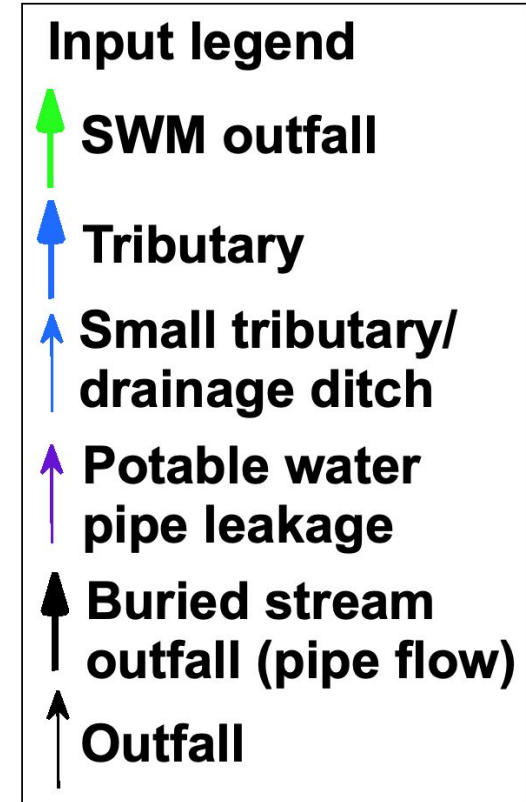 Input legend
SWM outfall
Tributary
Small tributary/
drainage ditch
Potable water
pipe leakage
Buried stream
outfall (pipe flow)
Outfall